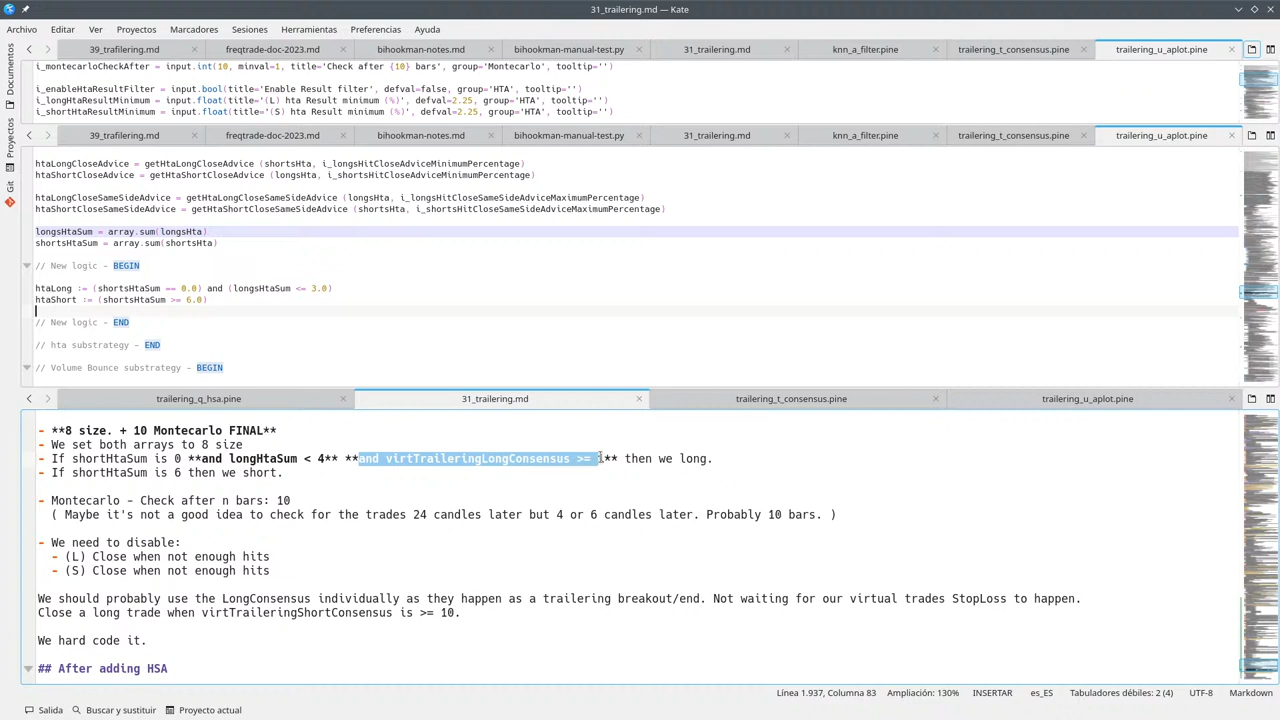 31_trailering.md — Kate
Archivo Editar Ver Proyectos Marcadores Sesiones Herramientas Preferencias Ayuda
39_trafilering.md freqtrade-doc-2023.md bihookman-notes.md bihookman-manual-test.py 31_trailering.md knn_a_filter.pine trailering_t_consensus.pine trailering_u_aplot.pine
i_montecarloCheckAfter = input.int(10, minval=1, title='Check after {10} bars', group='Montecarlo', tooltip='')
i_enableHtaResultFilter = input.bool(title='Enable Result filter', defval=false, group='HTA', tooltip='')
i_longHtaResultMinimum = input.float(title='(L) hta Result minimum (%)', defval=2.25, group='HTA', tooltip='')
i_shortHtaResultMinimum = input.float(title='(S) hta Result minimum (%)', defval=2.25, group='HTA', tooltip='')
39_trafilering.md freqtrade-doc-2023.md bihookman-notes.md bihookman-manual-test.py 31_trailering.md knn_a_filter.pine trailering_t_consensus.pine trailering_u_aplot.pine
htaLongCloseAdvice = getHtaLongCloseAdvice (shortsHta, i_longsHitCloseAdviceMinimumPercentage)
htaShortCloseAdvice = getHtaShortCloseAdvice (longsHta, i_shortsHitCloseAdviceMinimumPercentage)
htaLongCloseSameSideAdvice = getHtaLongCloseSameSideAdvice (longsHta, i_longsHitCloseSameSideAdviceMaximumPercentage)
htaShortCloseSameSideAdvice = getHtaShortCloseSameSideAdvice (shortsHta, i_shortsHitCloseSameSideAdviceMaximumPercentage)
longsHtaSum = array.sum(longsHta)
shortsHtaSum = array.sum(shortsHta)
// New logic - BEGIN
htaLong := (shortsHtaSum == 0.0) and (longsHtaSum <= 3.0)
htaShort := (shortsHtaSum >= 6.0)
// New logic - END
// hta substrategy - END
// Volume Bounce substrategy - BEGIN
trailering_q_hsa.pine 31_trailering.md trailering_t_consensus.pine trailering_u_aplot.pine
- **8 size. + 10 Montecarlo FINAL**
- We set both arrays to 8 size
- If shortHtaSum is 0 **and longHtaSum < 4** **and virtTraileringLongConsensus >= 1** then we long.
- If shortHtaSum is 6 then we short.
- Montecarlo - Check after n bars: 10
( Maybe it's not a good idea to check for the trades 24 candles later but for 6 candles later. Probably 10 bars
- We need to disable:
- (L) Close when not enough hits
- (S) Close when not enough hits
We should probably use the LongConsensus individually as they happen as a trailering breakout/end. Not waiting for virtual trades Stoploss to happen.
Close a long trade when virtTraileringShortConsensus is >= 10.
We hard code it.
## After adding HSA
Línea 1.937, Columna 83 Ampliación: 130% INSERTAR es_ES Tabuladores débiles: 2 (4) UTF-8 Markdown
Salida Buscar y sustituir Proyecto actual
Documentos
Proyectos
Git